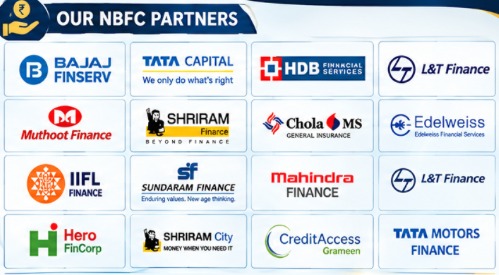 OUR NBFC PARTNERS
BAJAJ
FINSERV
TATA CAPITAL
We only do what's right
HDB FINANCIAL
SERVICES
L&T Finance
Muthoot Finance
SHRIRAM
Finance
BEYOND FINANCE
Chola MS
GENERAL INSURANCE
Edelweiss
Edelweiss Financial Services
IIFL
FINANCE
sf
SUNDARAM FINANCE
Enduring values. New age thinking.
Mahindra
FINANCE
L&T Finance
Hero
FinCorp
SHRIRAM City
MONEY WHEN YOU NEED IT
CreditAccess
Grameen
TATA MOTORS
FINANCE